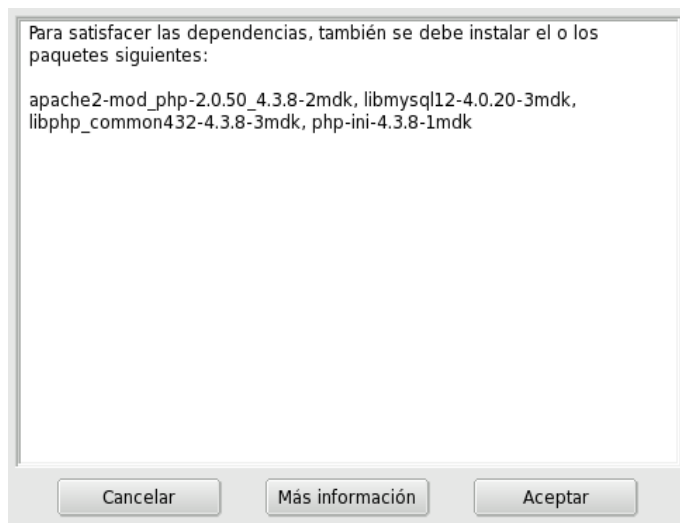 Para satisfacer las dependencias, también se debe instalar el o los
paquetes siguientes:
apache2-mod_php-2.0.50_4.3.8-2mdk, libmysql12-4.0.20-3mdk,
libphp_common432-4.3.8-3mdk, php-ini-4.3.8-1mdk
Cancelar
Más información
Aceptar